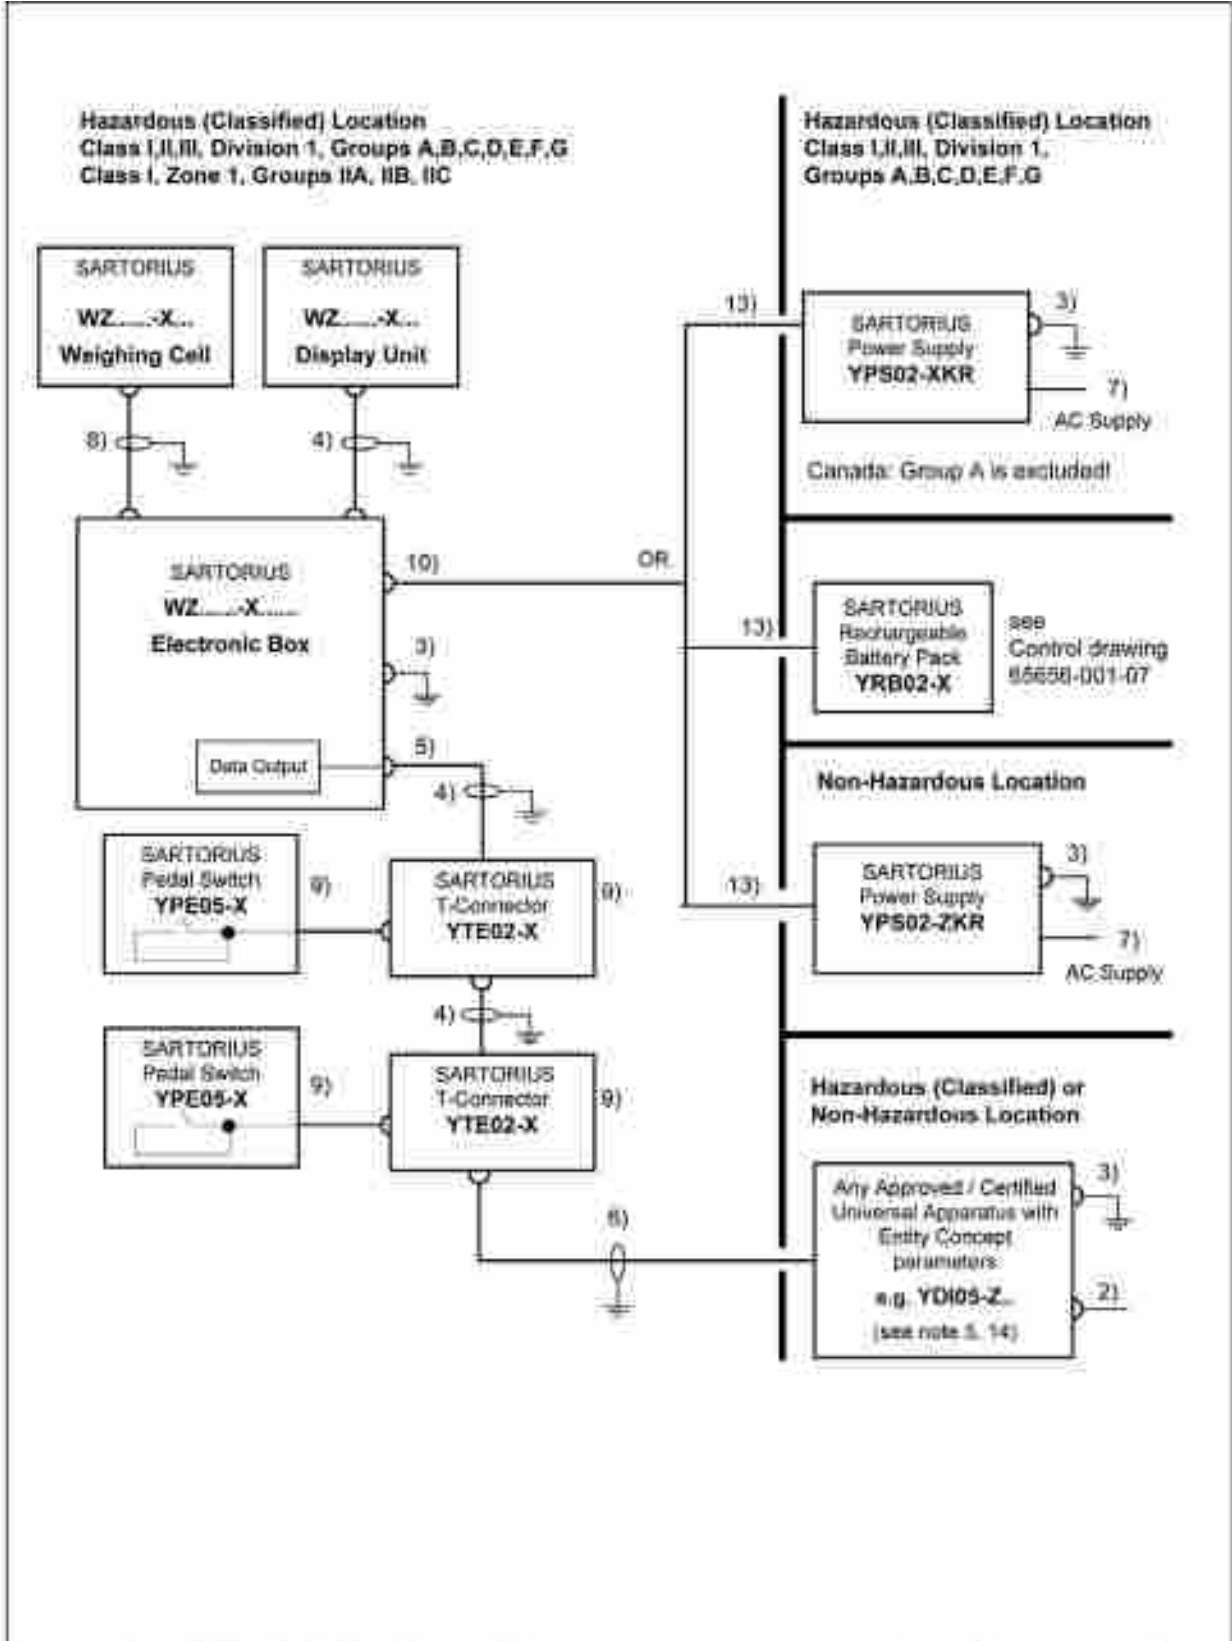 Hazardous (Classified) Location
Class I,II,III, Division 1, Groups A,B,C,D,E,F,G
Class I, Zone 1, Groups IIA, IIB, IIC
Hazardous (Classified) Location
Class I,II,III, Division 1,
Groups A,B,C,D,E,F,G
SARTORIUS
WZ......-X...
Weighing Cell
SARTORIUS
WZ......-X...
Display Unit
8)
4)
13)
SARTORIUS
Power Supply
YPS02-XKR
3)
7)
AC Supply
Canada: Group A is excluded!
SARTORIUS
WZ......-X.......
Electronic Box
10)
OR
3)
Data Output
5)
4)
13)
SARTORIUS
Rechargeable
Battery Pack
YRB02-X
see
Control drawing
65656-001-07
Non-Hazardous Location
13)
SARTORIUS
Power Supply
YPS02-ZKR
3)
7)
AC Supply
SARTORIUS
Pedal Switch
YPE05-X
9)
SARTORIUS
T-Connector
YTE02-X
9)
4)
SARTORIUS
Pedal Switch
YPE05-X
9)
SARTORIUS
T-Connector
YTE02-X
9)
6)
Hazardous (Classified) or
Non-Hazardous Location
Any Approved / Certified
Universal Apparatus with
Entity Concept
parameters
e.g. YDI05-Z..
(see note 5, 14)
3)
2)